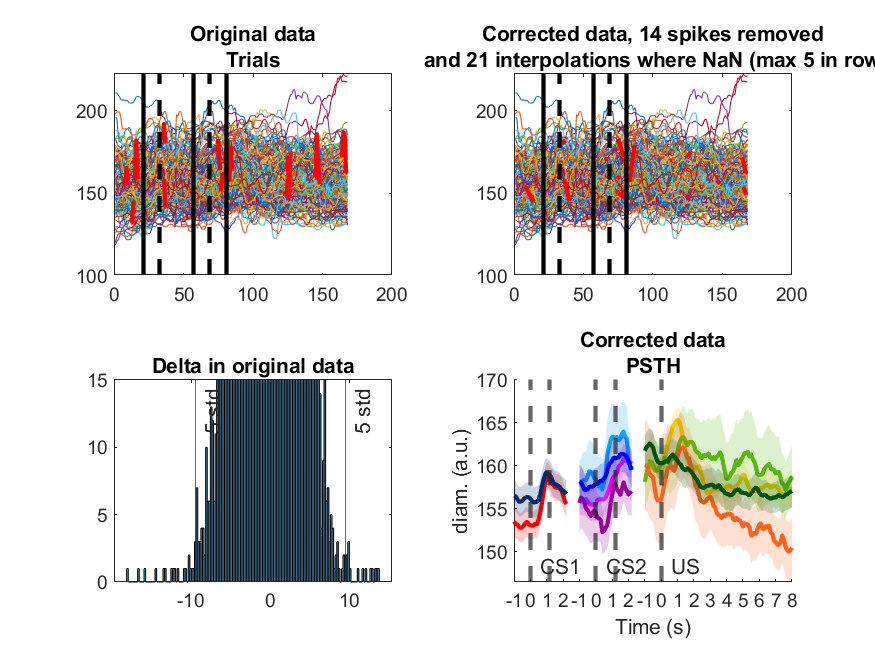 Original data
Trials
200
150
100
0 50 100 150 200
Corrected data, 14 spikes removed
and 21 interpolations where NaN (max 5 in row
200
150
100
0 50 100 150 200
Delta in original data
15
10
5
0
5 std
5 std
-10 0 10
Corrected data
PSTH
170
165
160
155
150
diam. (a.u.)
CS1 CS2 US
-1 0 1 2 -1 0 1 2 -1 0 1 2 3 4 5 6 7 8
Time (s)